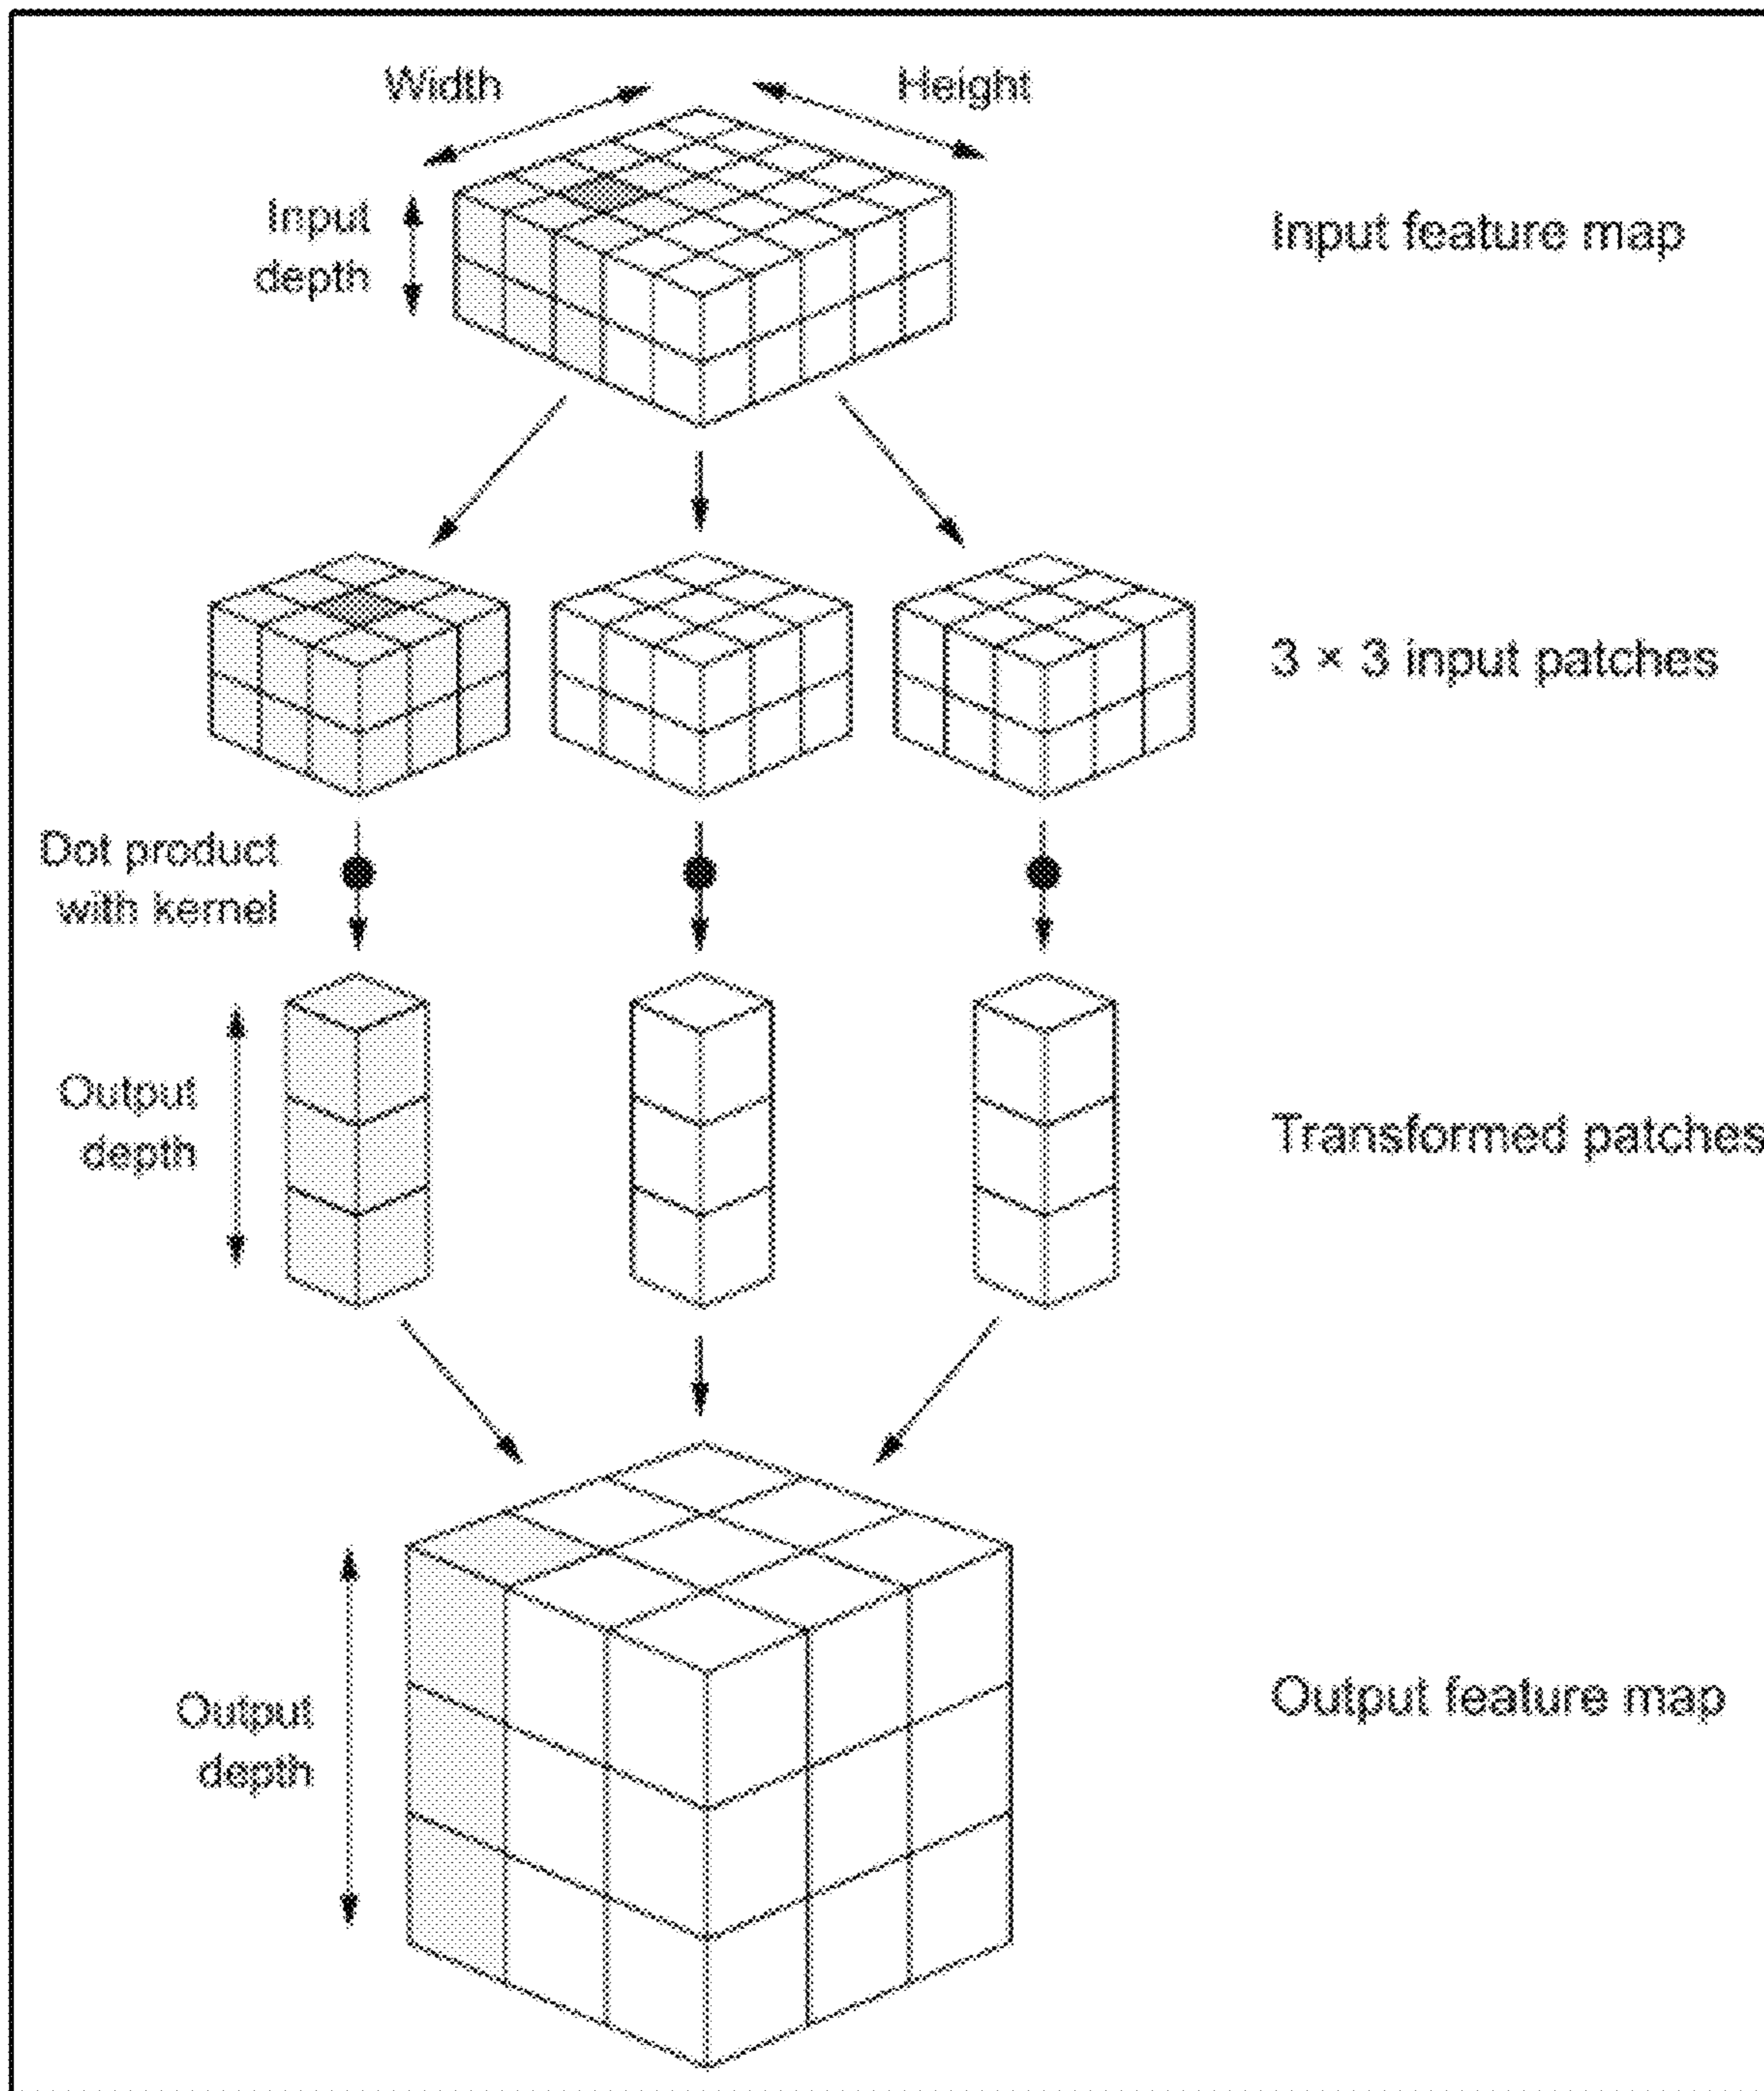 Width
Height
Input
depth
Input feature map
3 × 3 input patches
Dot product
with kernel
Output
depth
Transformed patches
Output
depth
Output feature map